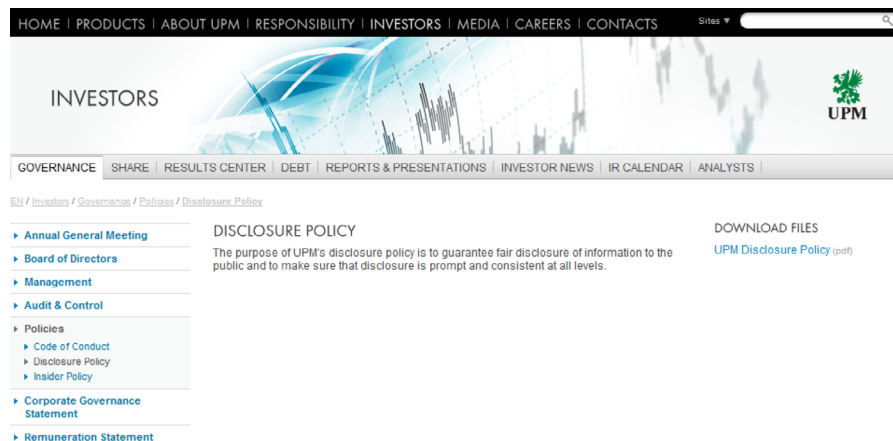 HOME | PRODUCTS | ABOUT UPM | RESPONSIBILITY | INVESTORS | MEDIA | CAREERS | CONTACTS
Sites ▼
INVESTORS
UPM
GOVERNANCE | SHARE | RESULTS CENTER | DEBT | REPORTS & PRESENTATIONS | INVESTOR NEWS | IR CALENDAR | ANALYSTS |
EN / Investors / Governance / Policies / Disclosure Policy
Annual General Meeting
Board of Directors
Management
Audit & Control
Policies
Code of Conduct
Disclosure Policy
Insider Policy
Corporate Governance
Statement
Remuneration Statement
DISCLOSURE POLICY
The purpose of UPM's disclosure policy is to guarantee fair disclosure of information to the
public and to make sure that disclosure is prompt and consistent at all levels.
DOWNLOAD FILES
UPM Disclosure Policy (pdf)